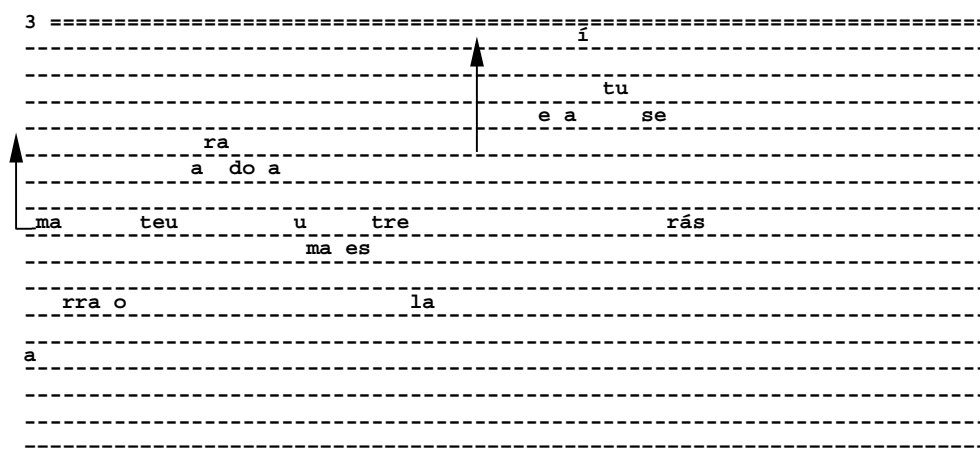 3
í
tu
e a se
ra
a do a
ma teu u tre rás
ma es
rra o la
a